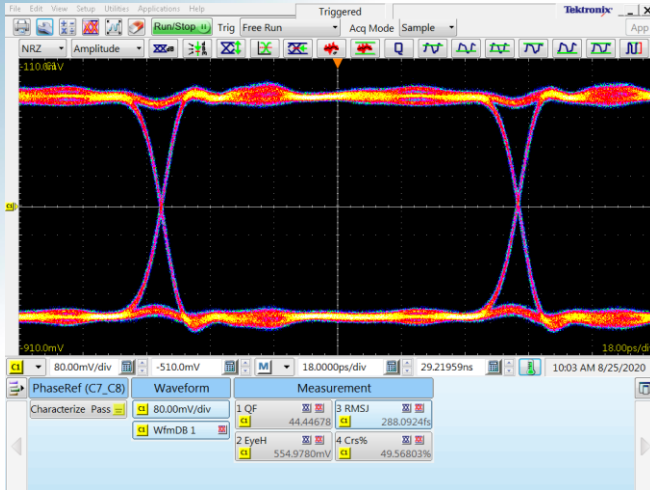 File Edit View Setup Utilities Applications Help
Triggered
Tektronix
Run/Stop Trig Free Run Acq Mode Sample App
NRZ Amplitude Q
-110.0mV
C1
-910.0mV 18.00ps/div
C1 80.00mV/div -510.0mV M 18.0000ps/div 29.21959ns 10:03 AM 8/25/2020
PhaseRef (C7_C8) Waveform Measurement
Characterize Pass C1 80.00mV/div 1 QF 3 RMSJ
C1 44.44678 C1 288.0924fs
C1 WfmDB 1 2 EyeH 4 Crs%
C1 554.9780mV C1 49.56803%